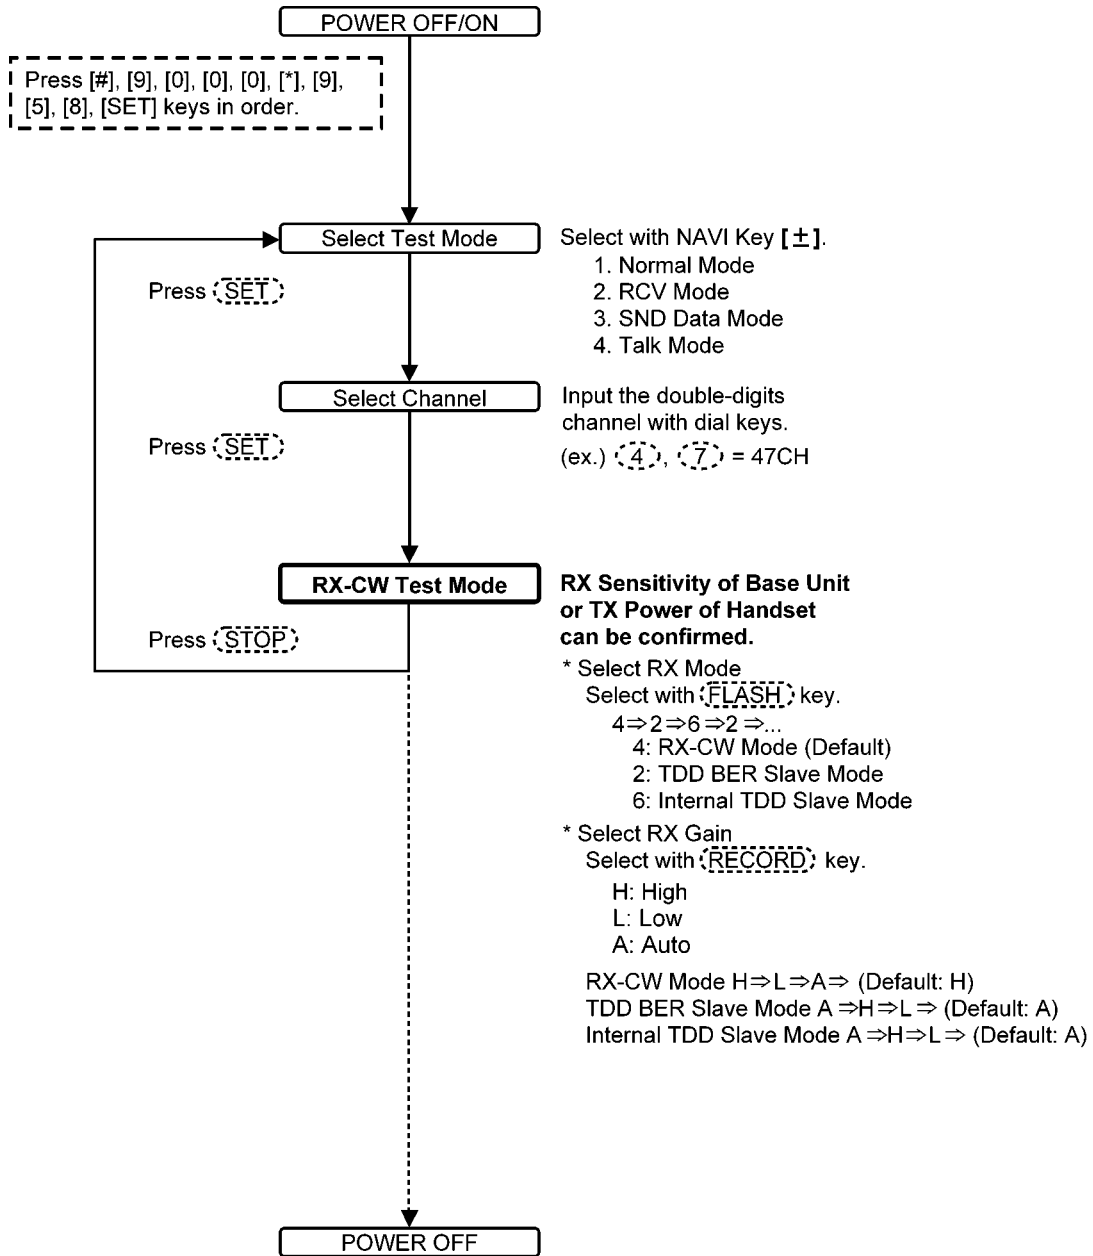 POWER OFF/ON
Press [#], [9], [0], [0], [0], [*], [9],
[5], [8], [SET] keys in order.
Select Test Mode
Select with NAVI Key [±].
1. Normal Mode
2. RCV Mode
3. SND Data Mode
4. Talk Mode
Press SET
Select Channel
Input the double-digits
channel with dial keys.
(ex.) 4, 7 = 47CH
Press SET
RX-CW Test Mode
RX Sensitivity of Base Unit
or TX Power of Handset
can be confirmed.
Press STOP
* Select RX Mode
Select with FLASH key.
4⇒2⇒6⇒2⇒...
4: RX-CW Mode (Default)
2: TDD BER Slave Mode
6: Internal TDD Slave Mode
* Select RX Gain
Select with RECORD key.
H: High
L: Low
A: Auto
RX-CW Mode H⇒L⇒A⇒ (Default: H)
TDD BER Slave Mode A⇒H⇒L⇒ (Default: A)
Internal TDD Slave Mode A⇒H⇒L⇒ (Default: A)
POWER OFF